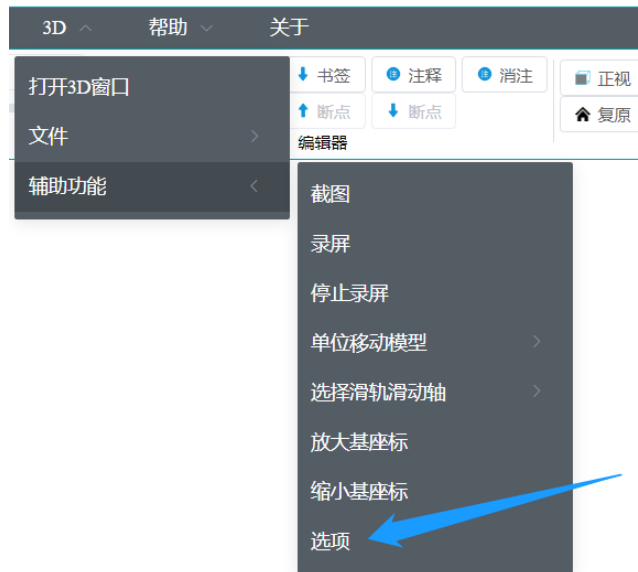 3D 帮助 关于
打开3D窗口
文件
辅助功能
书签 注释 消注 正视
断点 断点 复原
编辑器
截图
录屏
停止录屏
单位移动模型
选择滑轨滑动轴
放大基座标
缩小基座标
选项